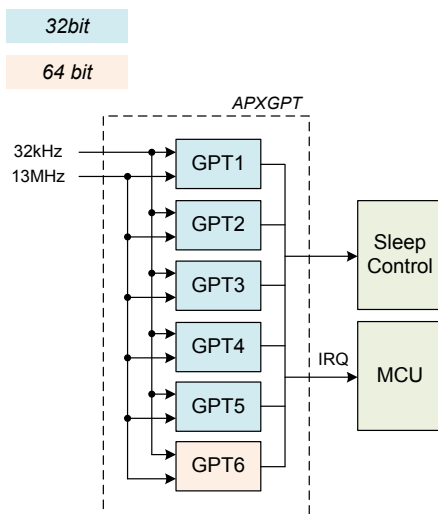 32bit
64 bit
APXGPT
32kHz
13MHz
GPT1
GPT2
GPT3
GPT4
GPT5
GPT6
Sleep
Control
IRQ
MCU